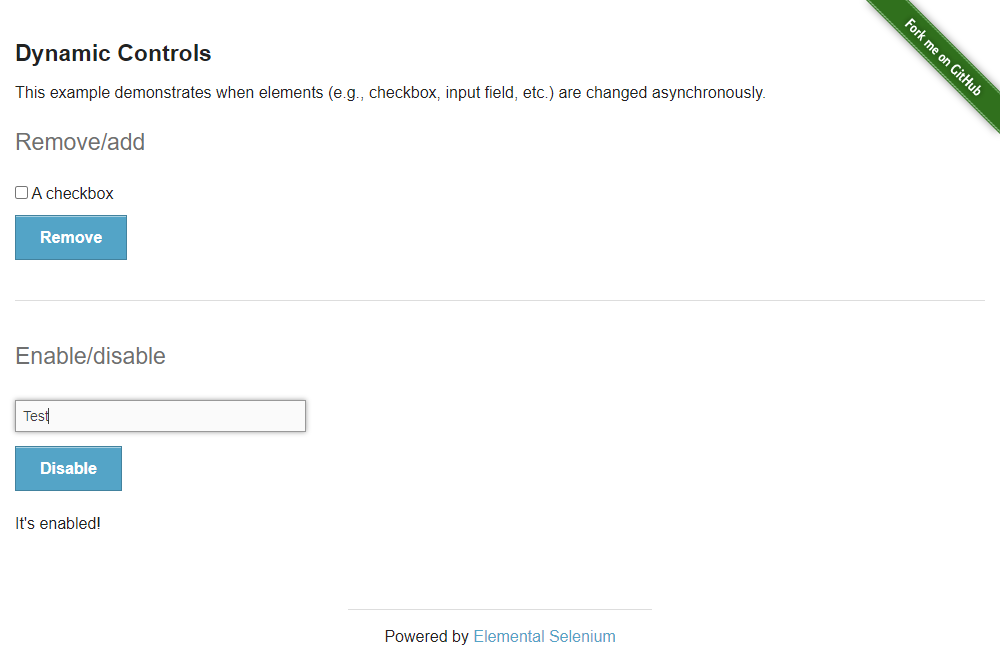 Fork me on GitHub
Dynamic Controls
This example demonstrates when elements (e.g., checkbox, input field, etc.) are changed asynchronously.
Remove/add
A checkbox
Remove
Enable/disable
Test
Disable
It's enabled!
Powered by Elemental Selenium